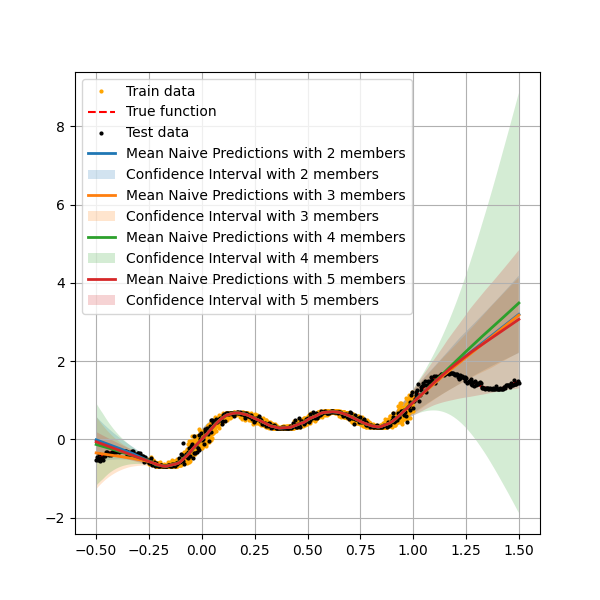 Train data
True function
Test data
Mean Naive Predictions with 2 members
Confidence Interval with 2 members
Mean Naive Predictions with 3 members
Confidence Interval with 3 members
Mean Naive Predictions with 4 members
Confidence Interval with 4 members
Mean Naive Predictions with 5 members
Confidence Interval with 5 members
8
6
4
2
0
−2
−0.50 −0.25 0.00 0.25 0.50 0.75 1.00 1.25 1.50